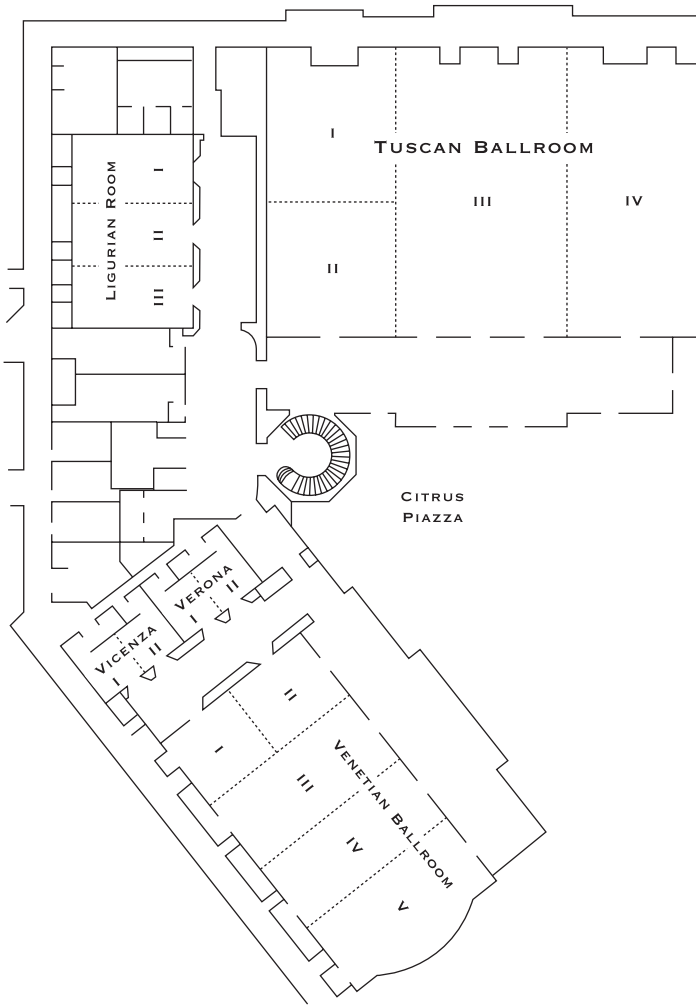 I
TUSCAN BALLROOM
III
IV
II
LIGURIAN ROOM
I
II
III
CITRUS
PIAZZA
VERONA
I
II
VICENZA
I
II
VENETIAN BALLROOM
I
II
III
IV
V